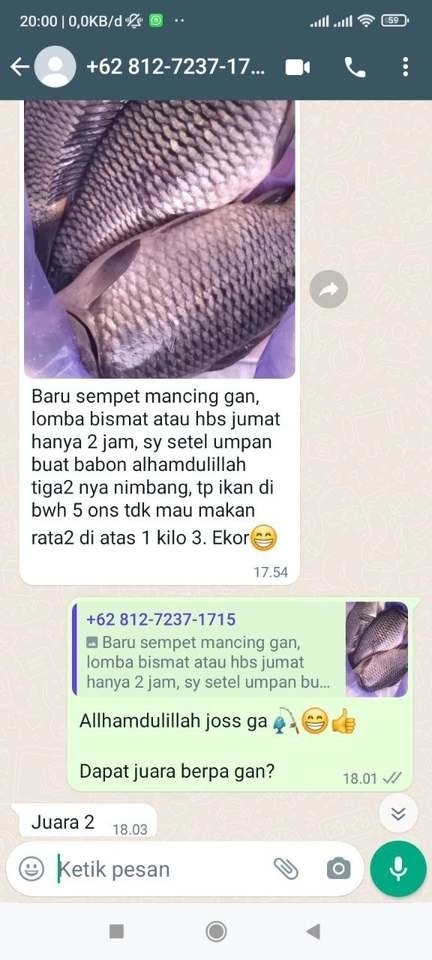 20:00 | 0,0KB/d
59
+62 812-7237-17...
Baru sempet mancing gan,
lomba bismat atau hbs jumat
hanya 2 jam, sy setel umpan
buat babon alhamdulillah
tiga2 nya nimbang, tp ikan di
bwh 5 ons tdk mau makan
rata2 di atas 1 kilo 3. Ekor😁
17.54
+62 812-7237-1715
Baru sempet mancing gan,
lomba bismat atau hbs jumat
hanya 2 jam, sy setel umpan bu...
Allhamdulillah joss ga 🎣😁👍
Dapat juara berpa gan?
18.01
Juara 2
18.03
Ketik pesan